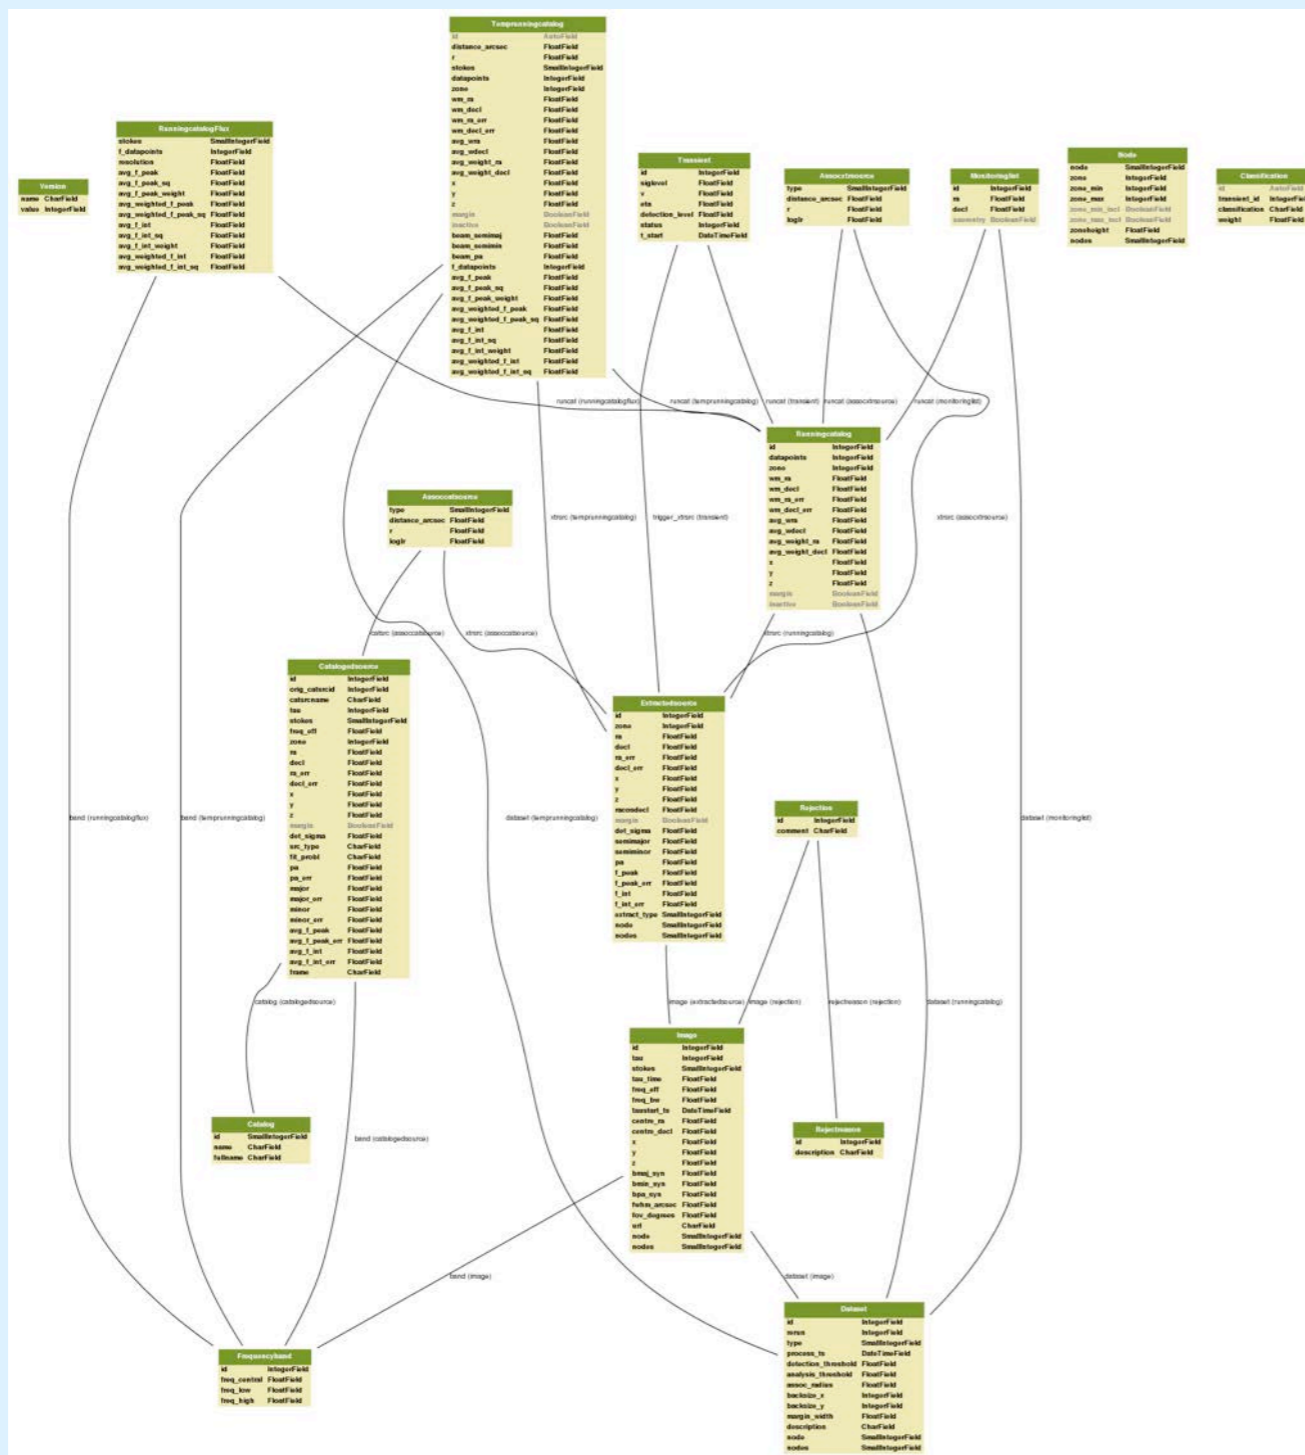 Version
name CharField
value IntegerField
RunningcatalogFlux
stokes SmallIntegerField
f_datapoints IntegerField
resolution FloatField
avg_f_peak FloatField
avg_f_peak_sq FloatField
avg_f_peak_weight FloatField
avg_weighted_f_peak FloatField
avg_weighted_f_peak_sq FloatField
avg_f_int FloatField
avg_f_int_sq FloatField
avg_f_int_weight FloatField
avg_weighted_f_int FloatField
avg_weighted_f_int_sq FloatField
Temprunningcatalog
id AutoField
distance_arcsec FloatField
r FloatField
stokes SmallIntegerField
datapoints IntegerField
zone IntegerField
wm_ra FloatField
wm_decl FloatField
wm_ra_err FloatField
wm_decl_err FloatField
avg_wra FloatField
avg_wdecl FloatField
avg_weight_ra FloatField
avg_weight_decl FloatField
x FloatField
y FloatField
z FloatField
margin BooleanField
inactive BooleanField
beam_semimaj FloatField
beam_semimin FloatField
beam_pa FloatField
f_datapoints IntegerField
avg_f_peak FloatField
avg_f_peak_sq FloatField
avg_f_peak_weight FloatField
avg_weighted_f_peak FloatField
avg_weighted_f_peak_sq FloatField
avg_f_int FloatField
avg_f_int_sq FloatField
avg_f_int_weight FloatField
avg_weighted_f_int FloatField
avg_weighted_f_int_sq FloatField
Transient
id IntegerField
siglevel FloatField
v FloatField
eta FloatField
detection_level FloatField
status IntegerField
t_start DateTimeField
Assocxtrsource
type SmallIntegerField
distance_arcsec FloatField
r FloatField
loglr FloatField
Monitoringlist
id IntegerField
ra FloatField
decl FloatField
userentry BooleanField
Node
node SmallIntegerField
zone IntegerField
zone_min IntegerField
zone_max IntegerField
zone_min_incl BooleanField
zone_max_incl BooleanField
zoneheight FloatField
nodes SmallIntegerField
Classification
id AutoField
transient_id IntegerField
classification CharField
weight FloatField
runcat (runningcatalogflux)
runcat (temprunningcatalog)
runcat (transient)
runcat (assocxtrsource)
runcat (monitoringlist)
Runningcatalog
id IntegerField
datapoints IntegerField
zone IntegerField
wm_ra FloatField
wm_decl FloatField
wm_ra_err FloatField
wm_decl_err FloatField
avg_wra FloatField
avg_wdecl FloatField
avg_weight_ra FloatField
avg_weight_decl FloatField
x FloatField
y FloatField
z FloatField
margin BooleanField
inactive BooleanField
Assoccatsource
type SmallIntegerField
distance_arcsec FloatField
r FloatField
loglr FloatField
xtrsrc (temprunningcatalog)
trigger_xtrsrc (transient)
xtrsrc (assocxtrsource)
catsrc (assoccatsource)
xtrsrc (assoccatsource)
xtrsrc (runningcatalog)
Catalogedsource
id IntegerField
orig_catsrcid IntegerField
catsrcname CharField
tau IntegerField
stokes SmallIntegerField
freq_eff FloatField
zone IntegerField
ra FloatField
decl FloatField
ra_err FloatField
decl_err FloatField
x FloatField
y FloatField
z FloatField
margin BooleanField
det_sigma FloatField
src_type CharField
fit_probl CharField
pa FloatField
pa_err FloatField
major FloatField
major_err FloatField
minor FloatField
minor_err FloatField
avg_f_peak FloatField
avg_f_peak_err FloatField
avg_f_int FloatField
avg_f_int_err FloatField
frame CharField
Extractedsource
id IntegerField
zone IntegerField
ra FloatField
decl FloatField
ra_err FloatField
decl_err FloatField
x FloatField
y FloatField
z FloatField
racosdecl FloatField
margin BooleanField
det_sigma FloatField
semimajor FloatField
semiminor FloatField
pa FloatField
f_peak FloatField
f_peak_err FloatField
f_int FloatField
f_int_err FloatField
extract_type SmallIntegerField
node SmallIntegerField
nodes SmallIntegerField
Rejection
id IntegerField
comment CharField
band (runningcatalogflux)
band (temprunningcatalog)
dataset (temprunningcatalog)
dataset (monitoringlist)
catalog (catalogedsource)
image (extractedsource)
image (rejection)
rejectreason (rejection)
dataset (runningcatalog)
Image
id IntegerField
tau IntegerField
stokes SmallIntegerField
tau_time FloatField
freq_eff FloatField
freq_bw FloatField
taustart_ts DateTimeField
centre_ra FloatField
centre_decl FloatField
x FloatField
y FloatField
z FloatField
bmaj_syn FloatField
bmin_syn FloatField
bpa_syn FloatField
fwhm_arcsec FloatField
fov_degrees FloatField
url CharField
node SmallIntegerField
nodes SmallIntegerField
Catalog
id SmallIntegerField
name CharField
fullname CharField
band (catalogedsource)
Rejectreason
id IntegerField
description CharField
band (image)
dataset (image)
Frequencyband
id IntegerField
freq_central FloatField
freq_low FloatField
freq_high FloatField
Dataset
id IntegerField
rerun IntegerField
type SmallIntegerField
process_ts DateTimeField
detection_threshold FloatField
analysis_threshold FloatField
assoc_radius FloatField
backsize_x IntegerField
backsize_y IntegerField
margin_width FloatField
description CharField
node SmallIntegerField
nodes SmallIntegerField